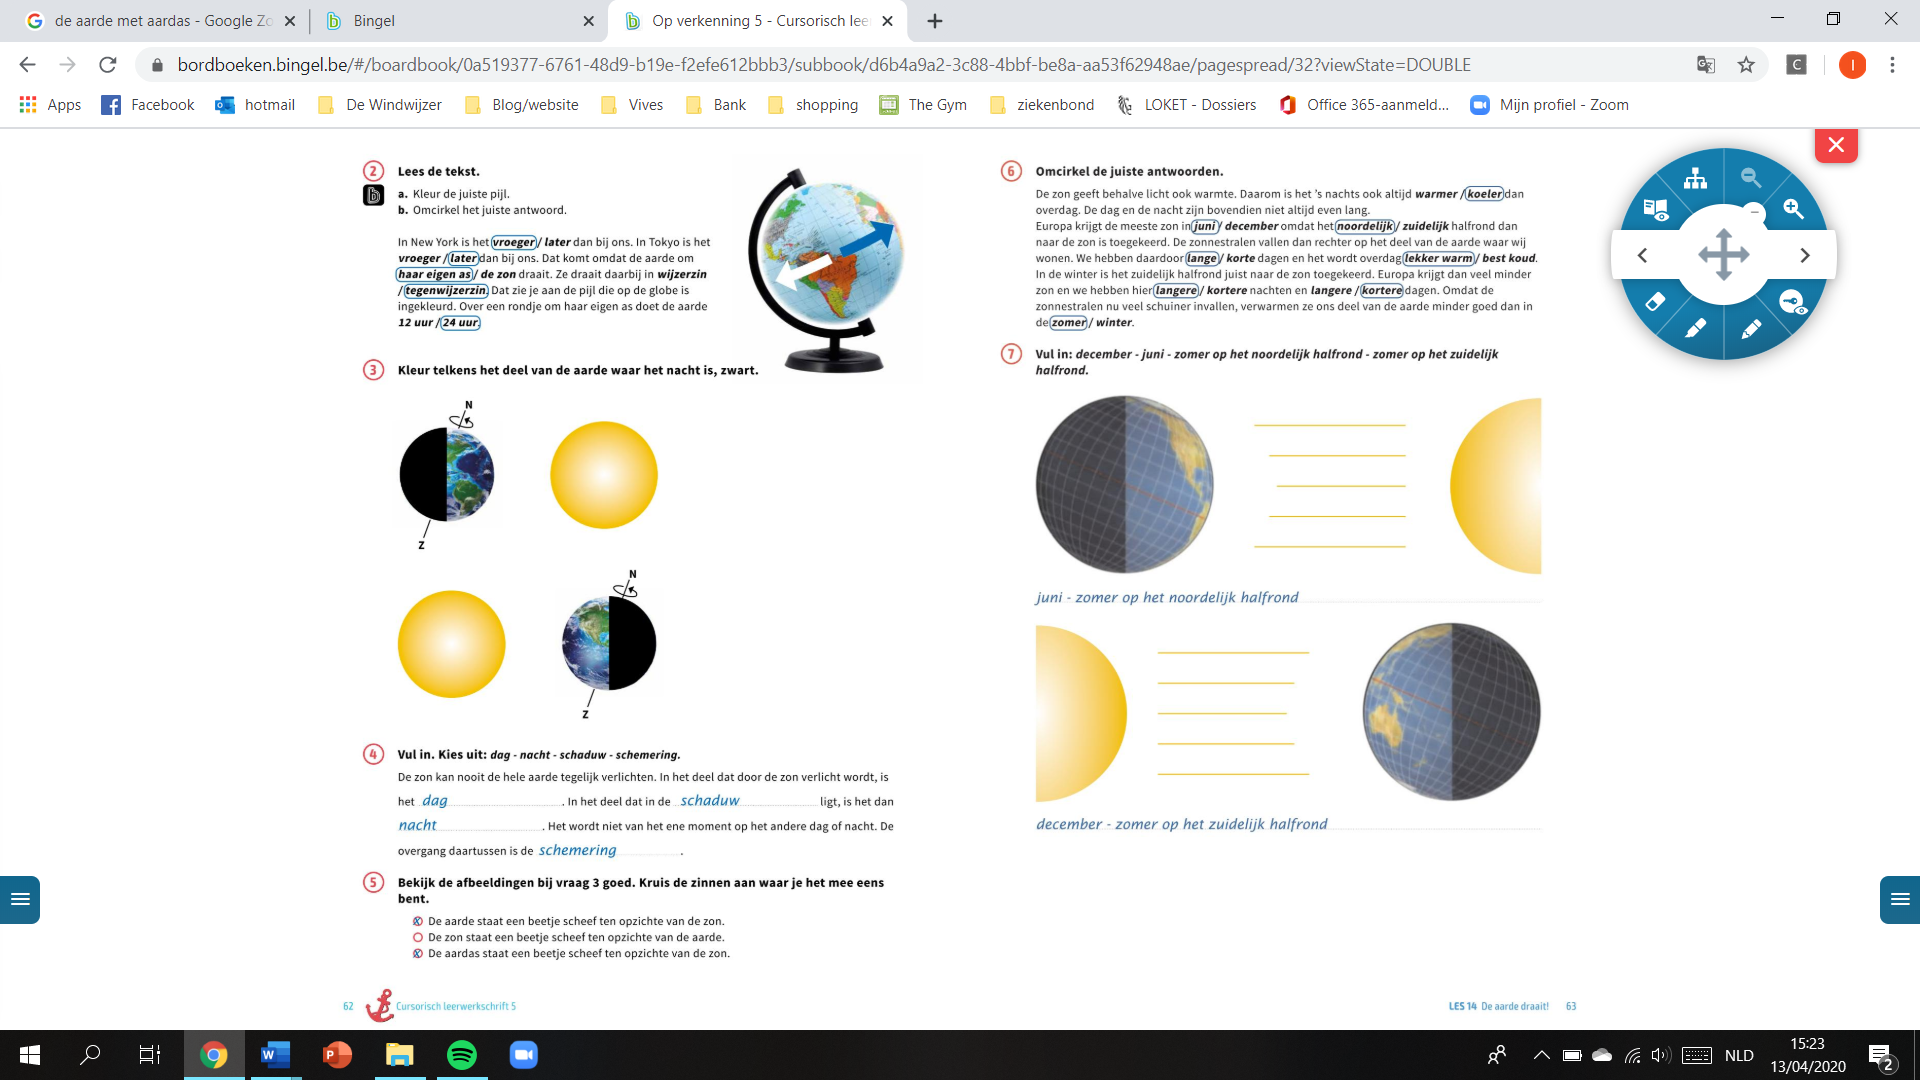 de aarde met aardas - Google Zo
Bingel
Op verkenning 5 - Cursorisch lee
bordboeken.bingel.be/#/boardbook/0a519377-6761-48d9-b19e-f2efe612bbb3/subbook/d6b4a9a2-3c88-4bbf-be8a-aa53f62948ae/pagespread/32?viewState=DOUBLE
Apps Facebook hotmail De Windwijzer Blog/website Vives Bank shopping The Gym ziekenbond LOKET - Dossiers Office 365-aanmeld... Mijn profiel - Zoom
2 Lees de tekst.
a. Kleur de juiste pijl.
b. Omcirkel het juiste antwoord.
In New York is het vroeger / later dan bij ons. In Tokyo is het
vroeger / later dan bij ons. Dat komt omdat de aarde om
haar eigen as / de zon draait. Ze draait daarbij in wijzerzin
/ tegenwijzerzin. Dat zie je aan de pijl die op de globe is
ingekleurd. Over een rondje om haar eigen as doet de aarde
12 uur / 24 uur.
3 Kleur telkens het deel van de aarde waar het nacht is, zwart.
N
Z
N
Z
4 Vul in. Kies uit: dag - nacht - schaduw - schemering.
De zon kan nooit de hele aarde tegelijk verlichten. In het deel dat door de zon verlicht wordt, is
het dag. In het deel dat in de schaduw ligt, is het dan
nacht. Het wordt niet van het ene moment op het andere dag of nacht. De
overgang daartussen is de schemering.
5 Bekijk de afbeeldingen bij vraag 3 goed. Kruis de zinnen aan waar je het mee eens
bent.
De aarde staat een beetje scheef ten opzichte van de zon.
De zon staat een beetje scheef ten opzichte van de aarde.
De aardas staat een beetje scheef ten opzichte van de zon.
62 Cursorisch leerwerkschrift 5
6 Omcirkel de juiste antwoorden.
De zon geeft behalve licht ook warmte. Daarom is het 's nachts ook altijd warmer / koeler dan
overdag. De dag en de nacht zijn bovendien niet altijd even lang.
Europa krijgt de meeste zon in juni / december omdat het noordelijk / zuidelijk halfrond dan
naar de zon is toegekeerd. De zonnestralen vallen dan rechter op het deel van de aarde waar wij
wonen. We hebben daardoor lange / korte dagen en het wordt overdag lekker warm / best koud.
In de winter is het zuidelijk halfrond juist naar de zon toegekeerd. Europa krijgt dan veel minder
zon en we hebben hier langere / kortere nachten en langere / kortere dagen. Omdat de
zonnestralen nu veel schuiner invallen, verwarmen ze ons deel van de aarde minder goed dan in
de zomer / winter.
7 Vul in: december - juni - zomer op het noordelijk halfrond - zomer op het zuidelijk
halfrond.
juni - zomer op het noordelijk halfrond
december - zomer op het zuidelijk halfrond
LES 14 De aarde draait! 63
NLD
15:23
13/04/2020
2